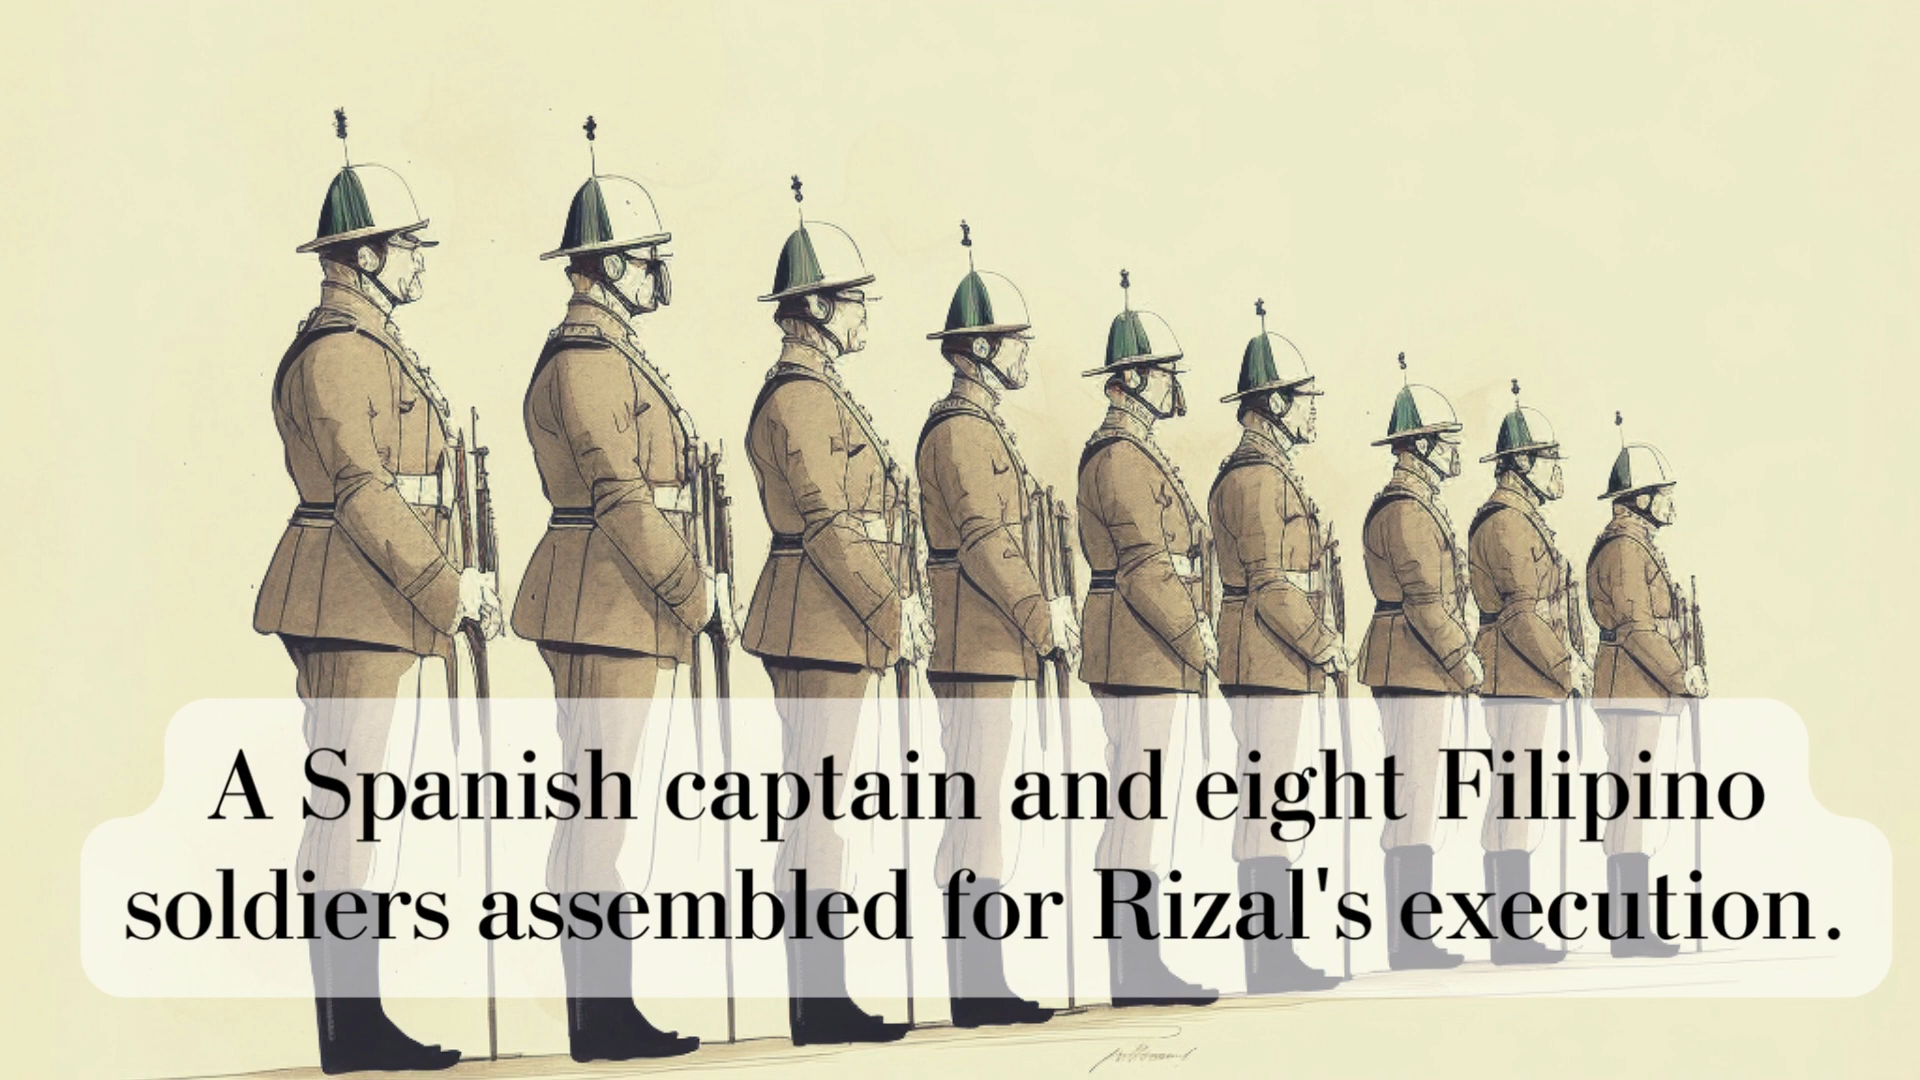 A Spanish captain and eight Filipino
soldiers assembled for Rizal's execution.